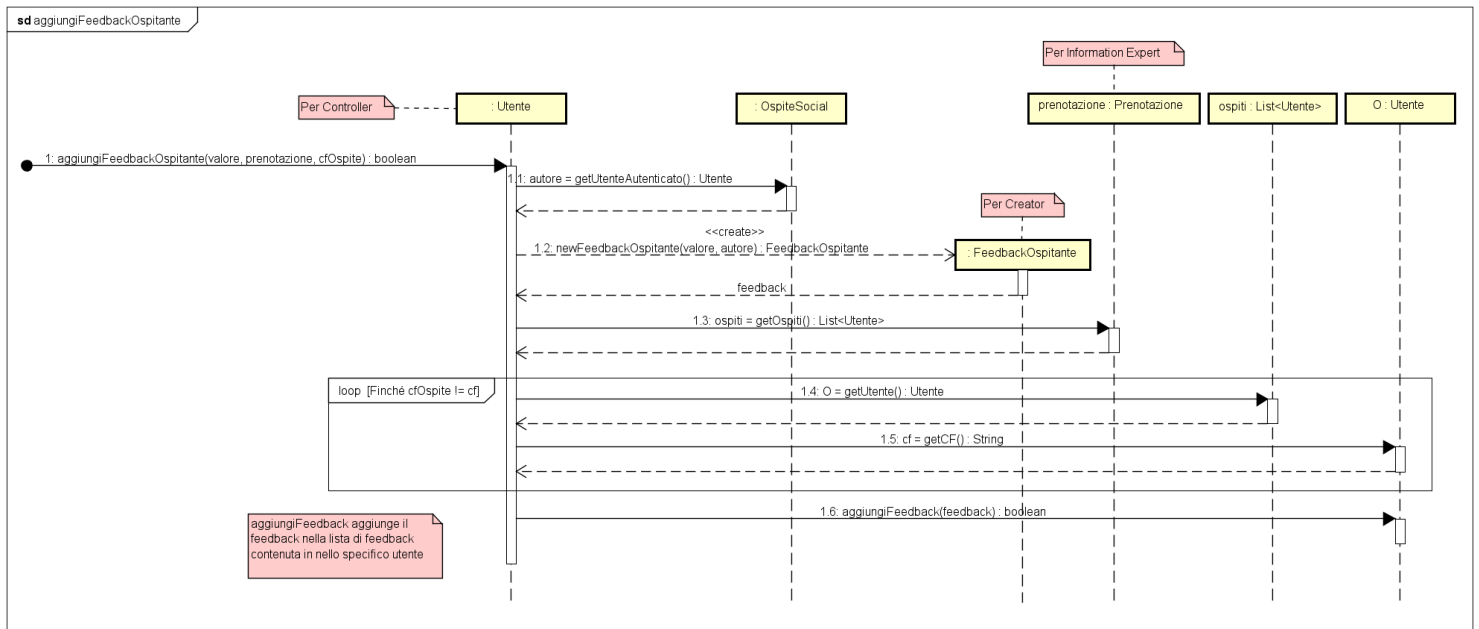 sd aggiungiFeedbackOspitante
Per Information Expert
Per Controller
: Utente
: OspiteSocial
prenotazione : Prenotazione
ospiti : List<Utente>
O : Utente
1: aggiungiFeedbackOspitante(valore, prenotazione, cfOspite) : boolean
1.1: autore = getUtenteAutenticato() : Utente
Per Creator
<<create>>
1.2: newFeedbackOspitante(valore, autore) : FeedbackOspitante
: FeedbackOspitante
feedback
1.3: ospiti = getOspiti() : List<Utente>
loop [Finché cfOspite != cf]
1.4: O = getUtente() : Utente
1.5: cf = getCF() : String
1.6: aggiungiFeedback(feedback) : boolean
aggiungiFeedback aggiunge il
feedback nella lista di feedback
contenuta in nello specifico utente